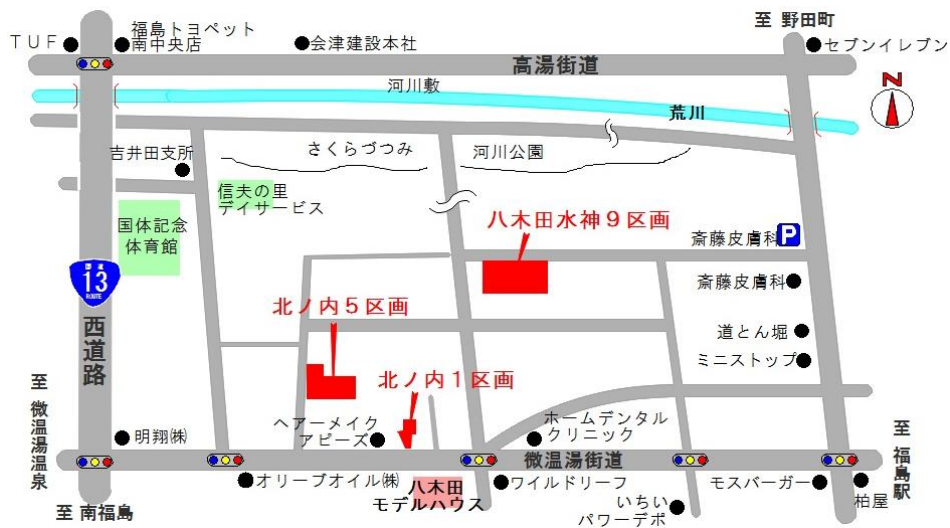 至 野田町
福島トヨペット
南中央店
TUF
会津建設本社
セブンイレブン
高湯街道
河川敷
荒川
N
さくらづつみ
河川公園
吉井田支所
信夫の里
デイサービス
国体記念
体育館
八木田水神9区画
斎藤皮膚科
P
斎藤皮膚科
国道
13
ROUTE
北ノ内5区画
西道路
道とん堀
ミニストップ
北ノ内1区画
至 微温湯温泉
明翔㈱
ヘアーメイク
アピーズ
ホームデンタル
クリニック
微温湯街道
至 福島駅
オリーブオイル㈱
八木田
モデルハウス
ワイルドリーフ
いちい
パワーデポ
モスバーガー
柏屋
至 南福島